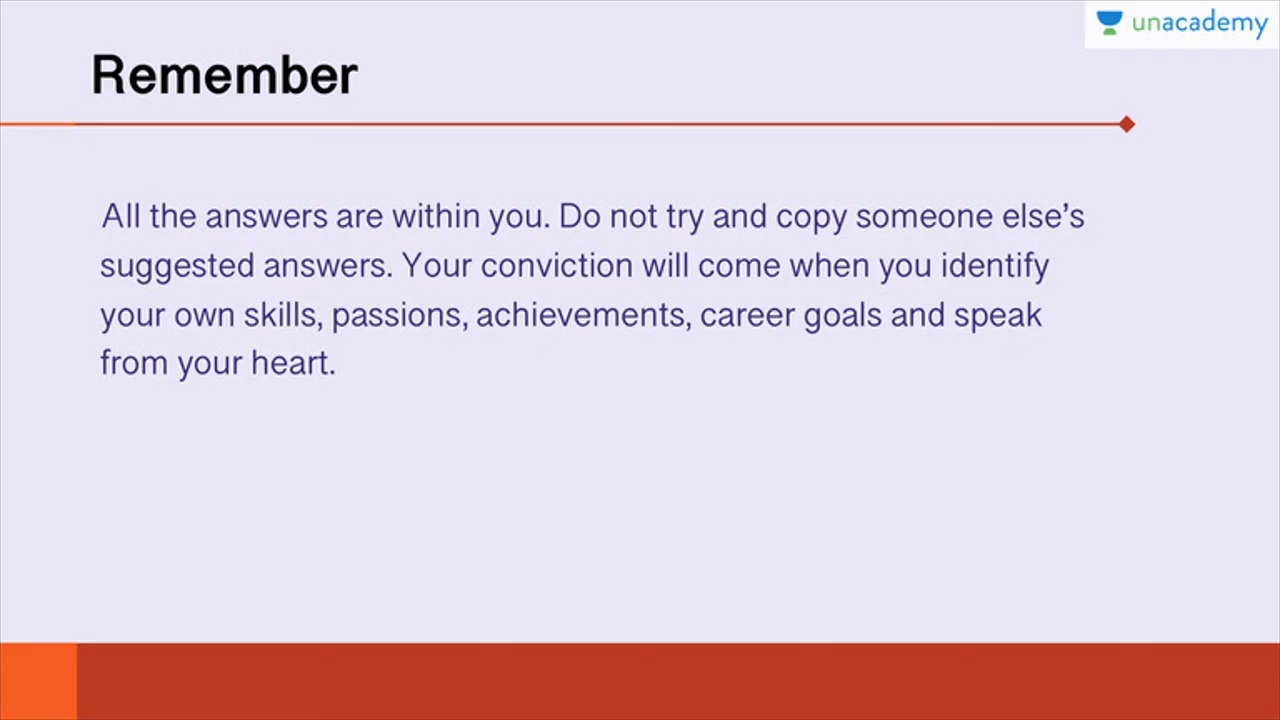 unacademy
Remember
All the answers are within you. Do not try and copy someone else’s
suggested answers. Your conviction will come when you identify
your own skills, passions, achievements, career goals and speak
from your heart.